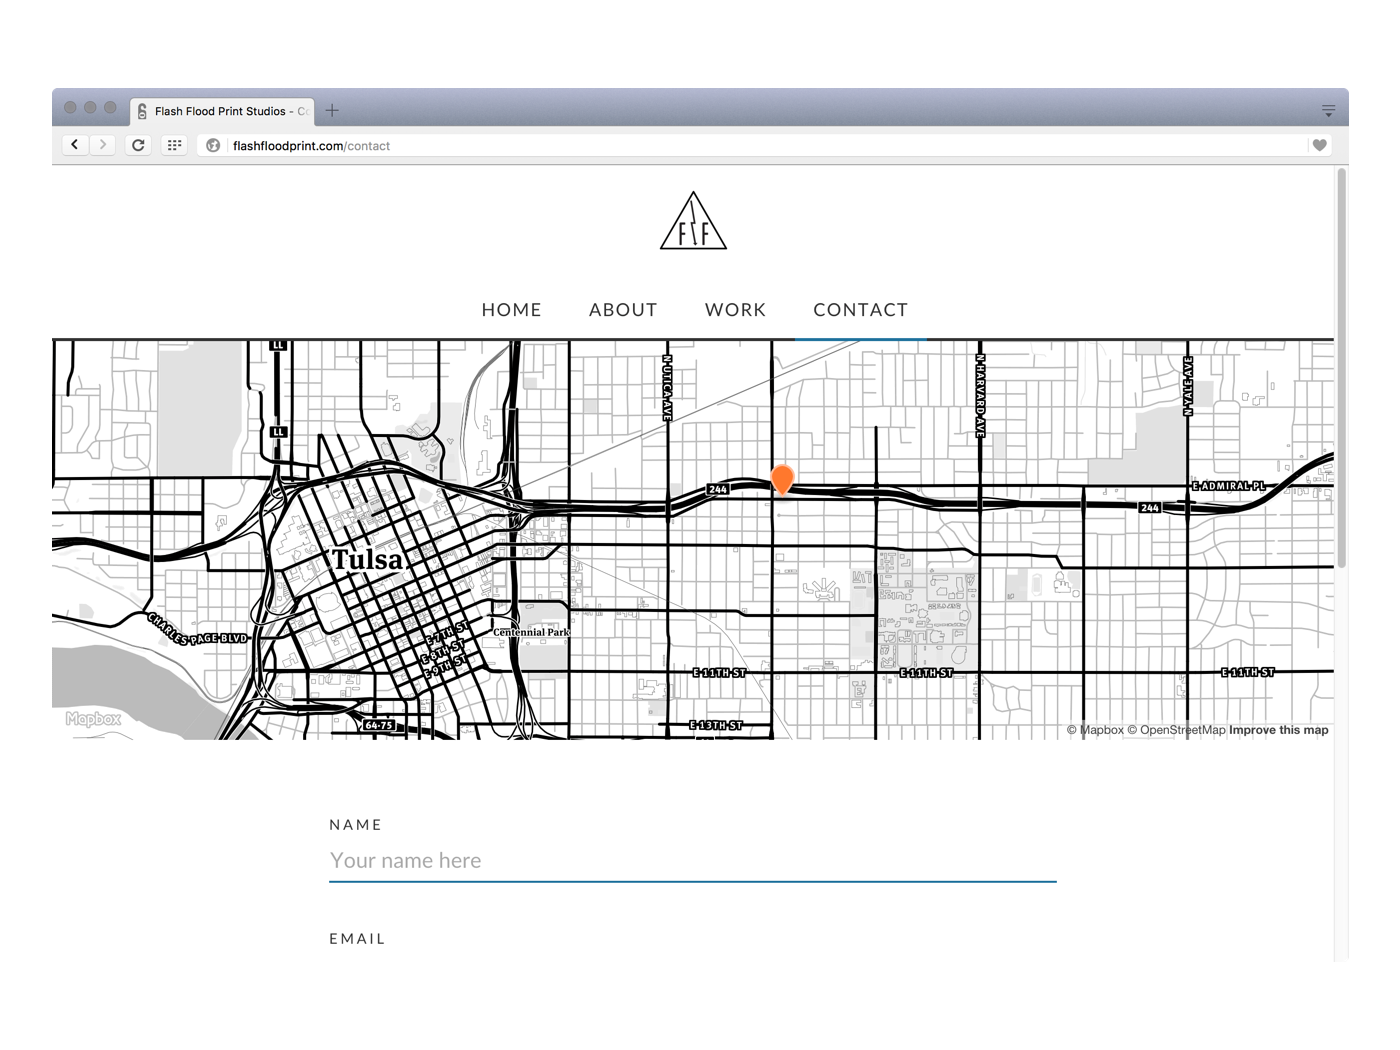 Flash Flood Print Studios - Co
flashfloodprint.com/contact
F F
HOME ABOUT WORK CONTACT
LL
N UTICA AVE
N HARVARD AVE
N YALE AVE
LL
244
E ADMIRAL PL
244
Tulsa
CHARLES PAGE BLVD
E 7TH ST
E 8TH ST
E 9TH ST
Centennial Park
E 11TH ST
E 11TH ST
E 11TH ST
Mapbox
64-75
E 13TH ST
© Mapbox © OpenStreetMap Improve this map
NAME
Your name here
EMAIL